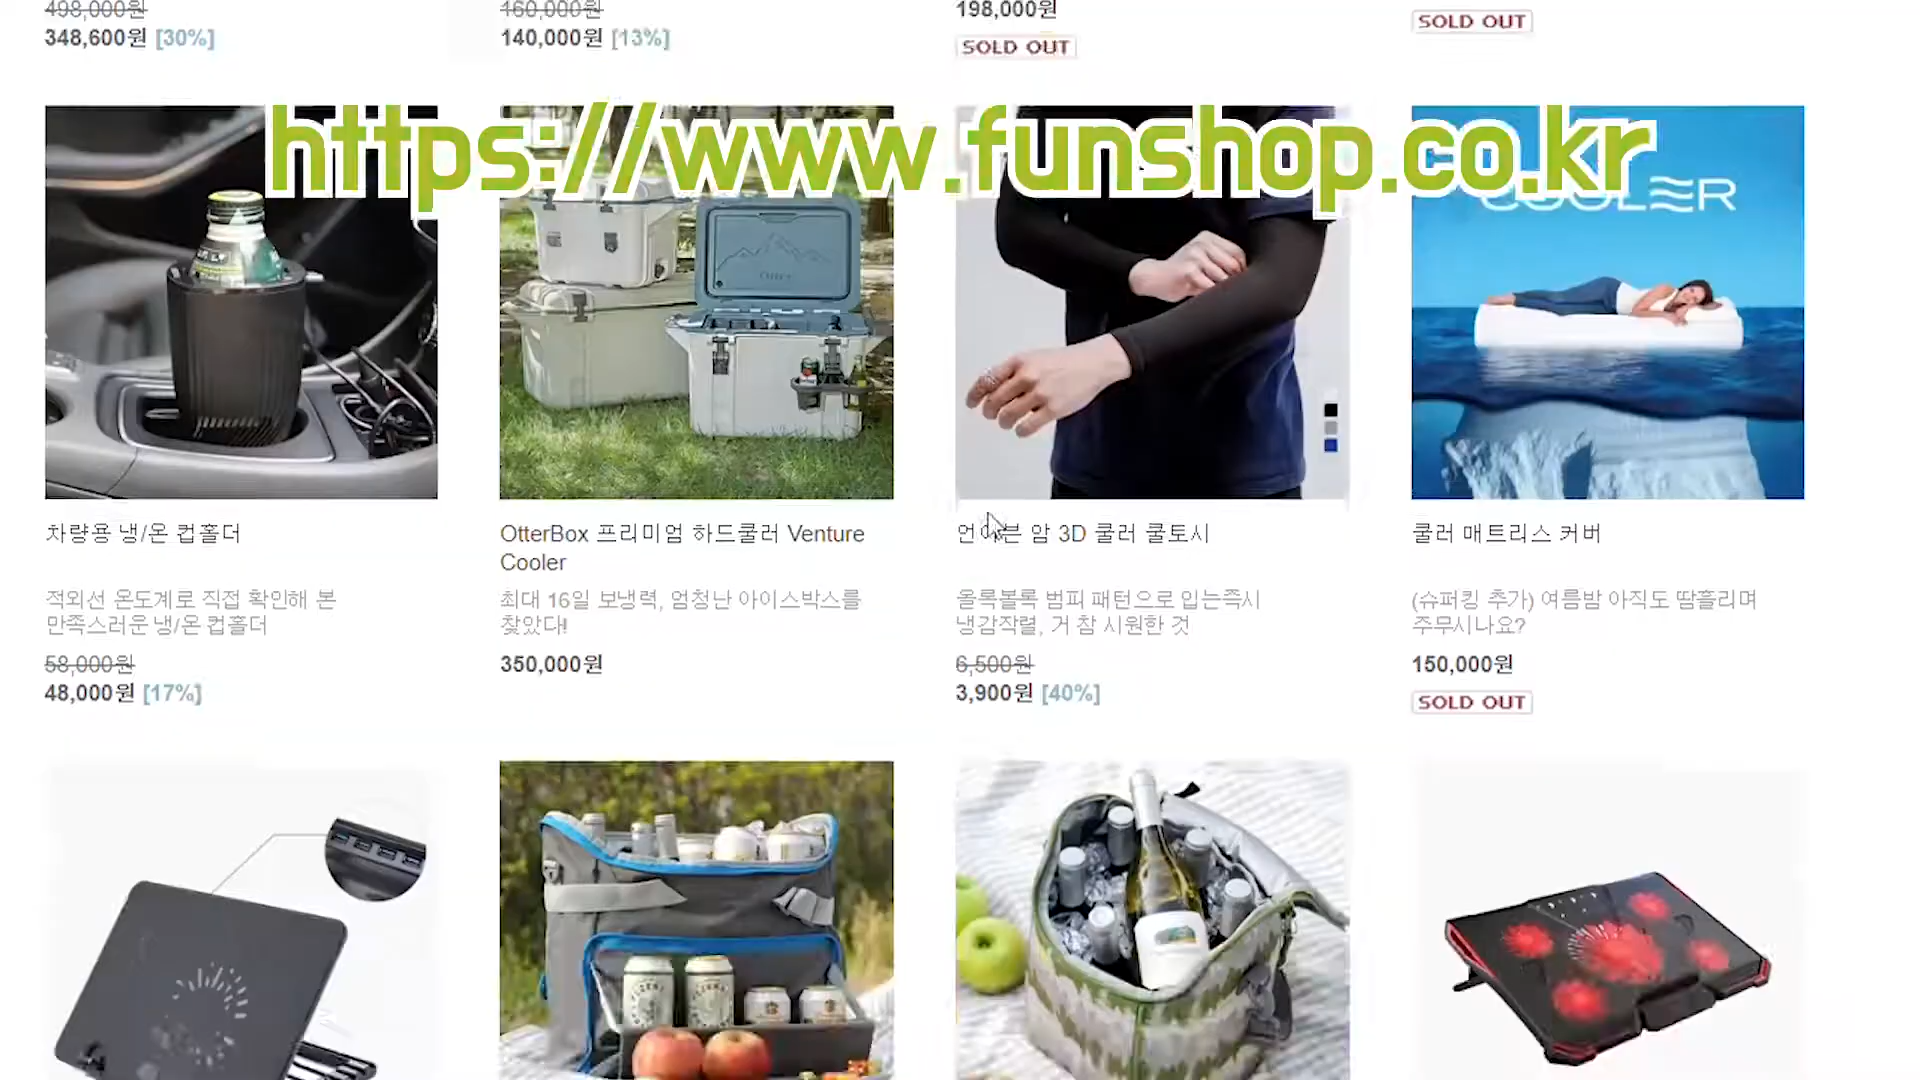 498,000원
348,600원 [30%]
160,000원
140,000원 [13%]
198,000원
SOLD OUT
SOLD OUT
https://www.funshop.co.kr
COOLER
차량용 냉/온 컵홀더
적외선 온도계로 직접 확인해 본
만족스러운 냉/온 컵홀더
58,000원
48,000원 [17%]
OtterBox 프리미엄 하드쿨러 Venture
Cooler
최대 16일 보냉력, 엄청난 아이스박스를
찾았다!
350,000원
암 3D 쿨러 쿨토시
올록볼록 범피 패턴으로 입는즉시
냉감작렬, 거 참 시원한 것
6,500원
3,900원 [40%]
쿨러 매트리스 커버
(슈퍼킹 추가) 여름밤 아직도 땀흘리며
주무시나요?
150,000원
SOLD OUT